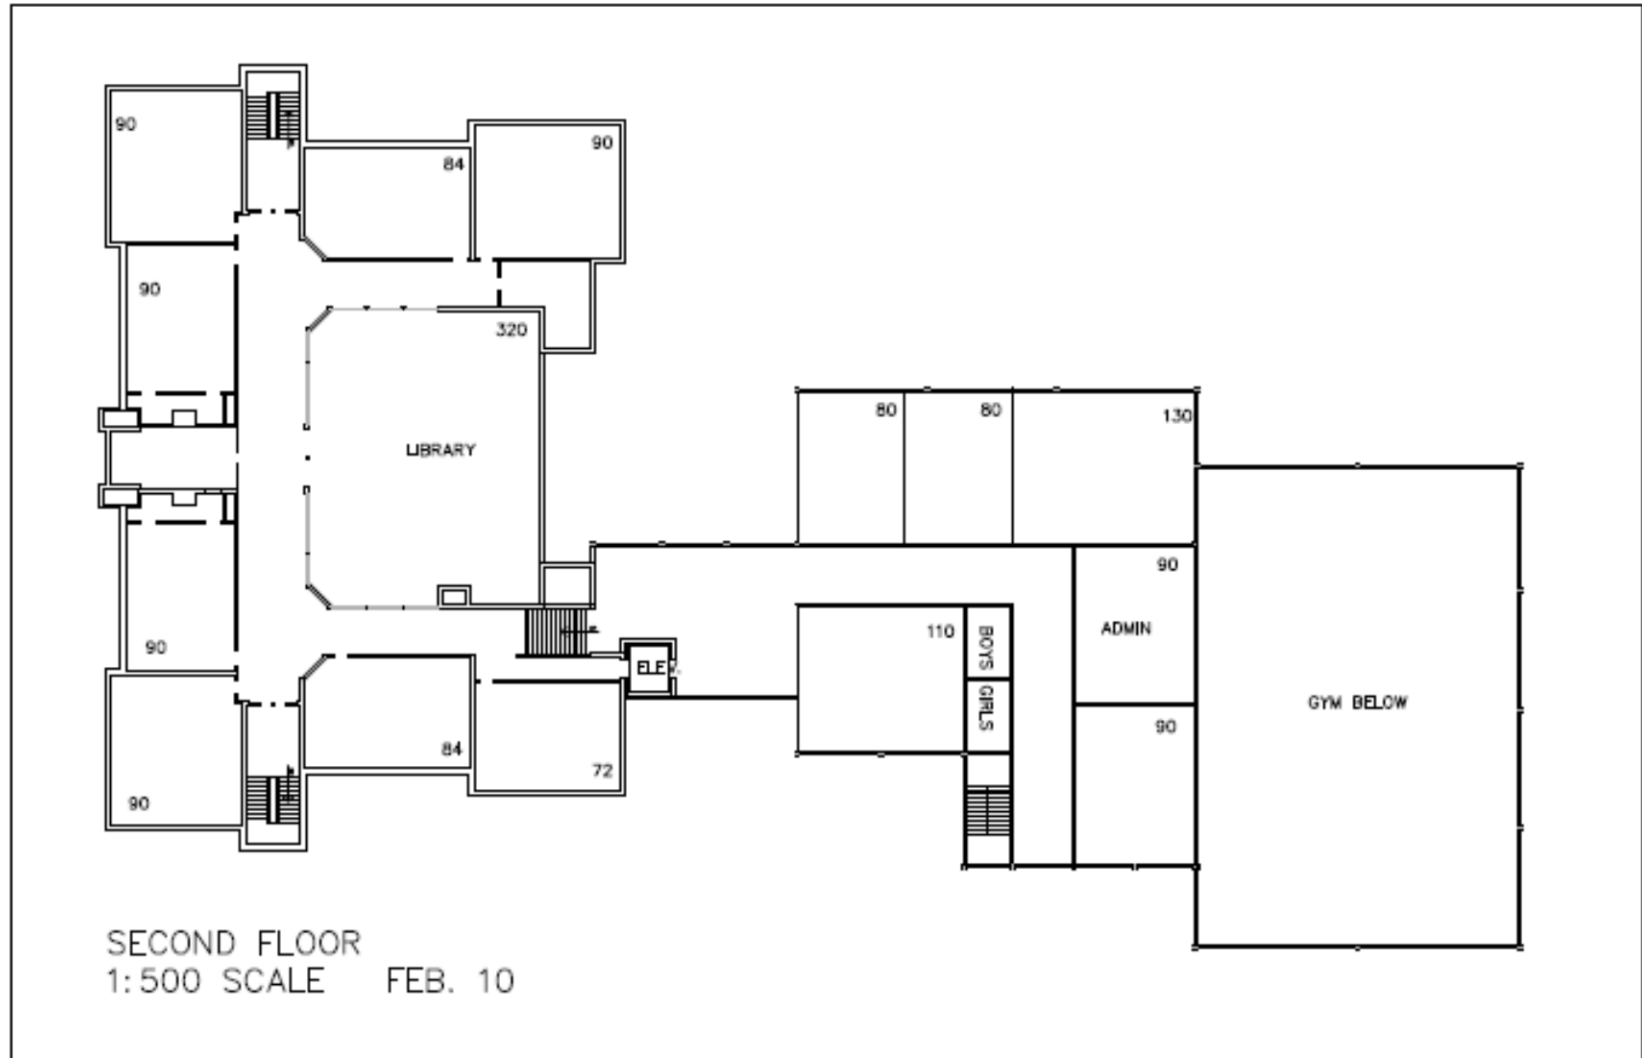 90
84
90
90
320
LIBRARY
80
80
130
90
ADMIN
110
BOYS
GIRLS
ELEV.
90
GYM BELOW
90
84
72
90
SECOND FLOOR
1:500 SCALE FEB. 10